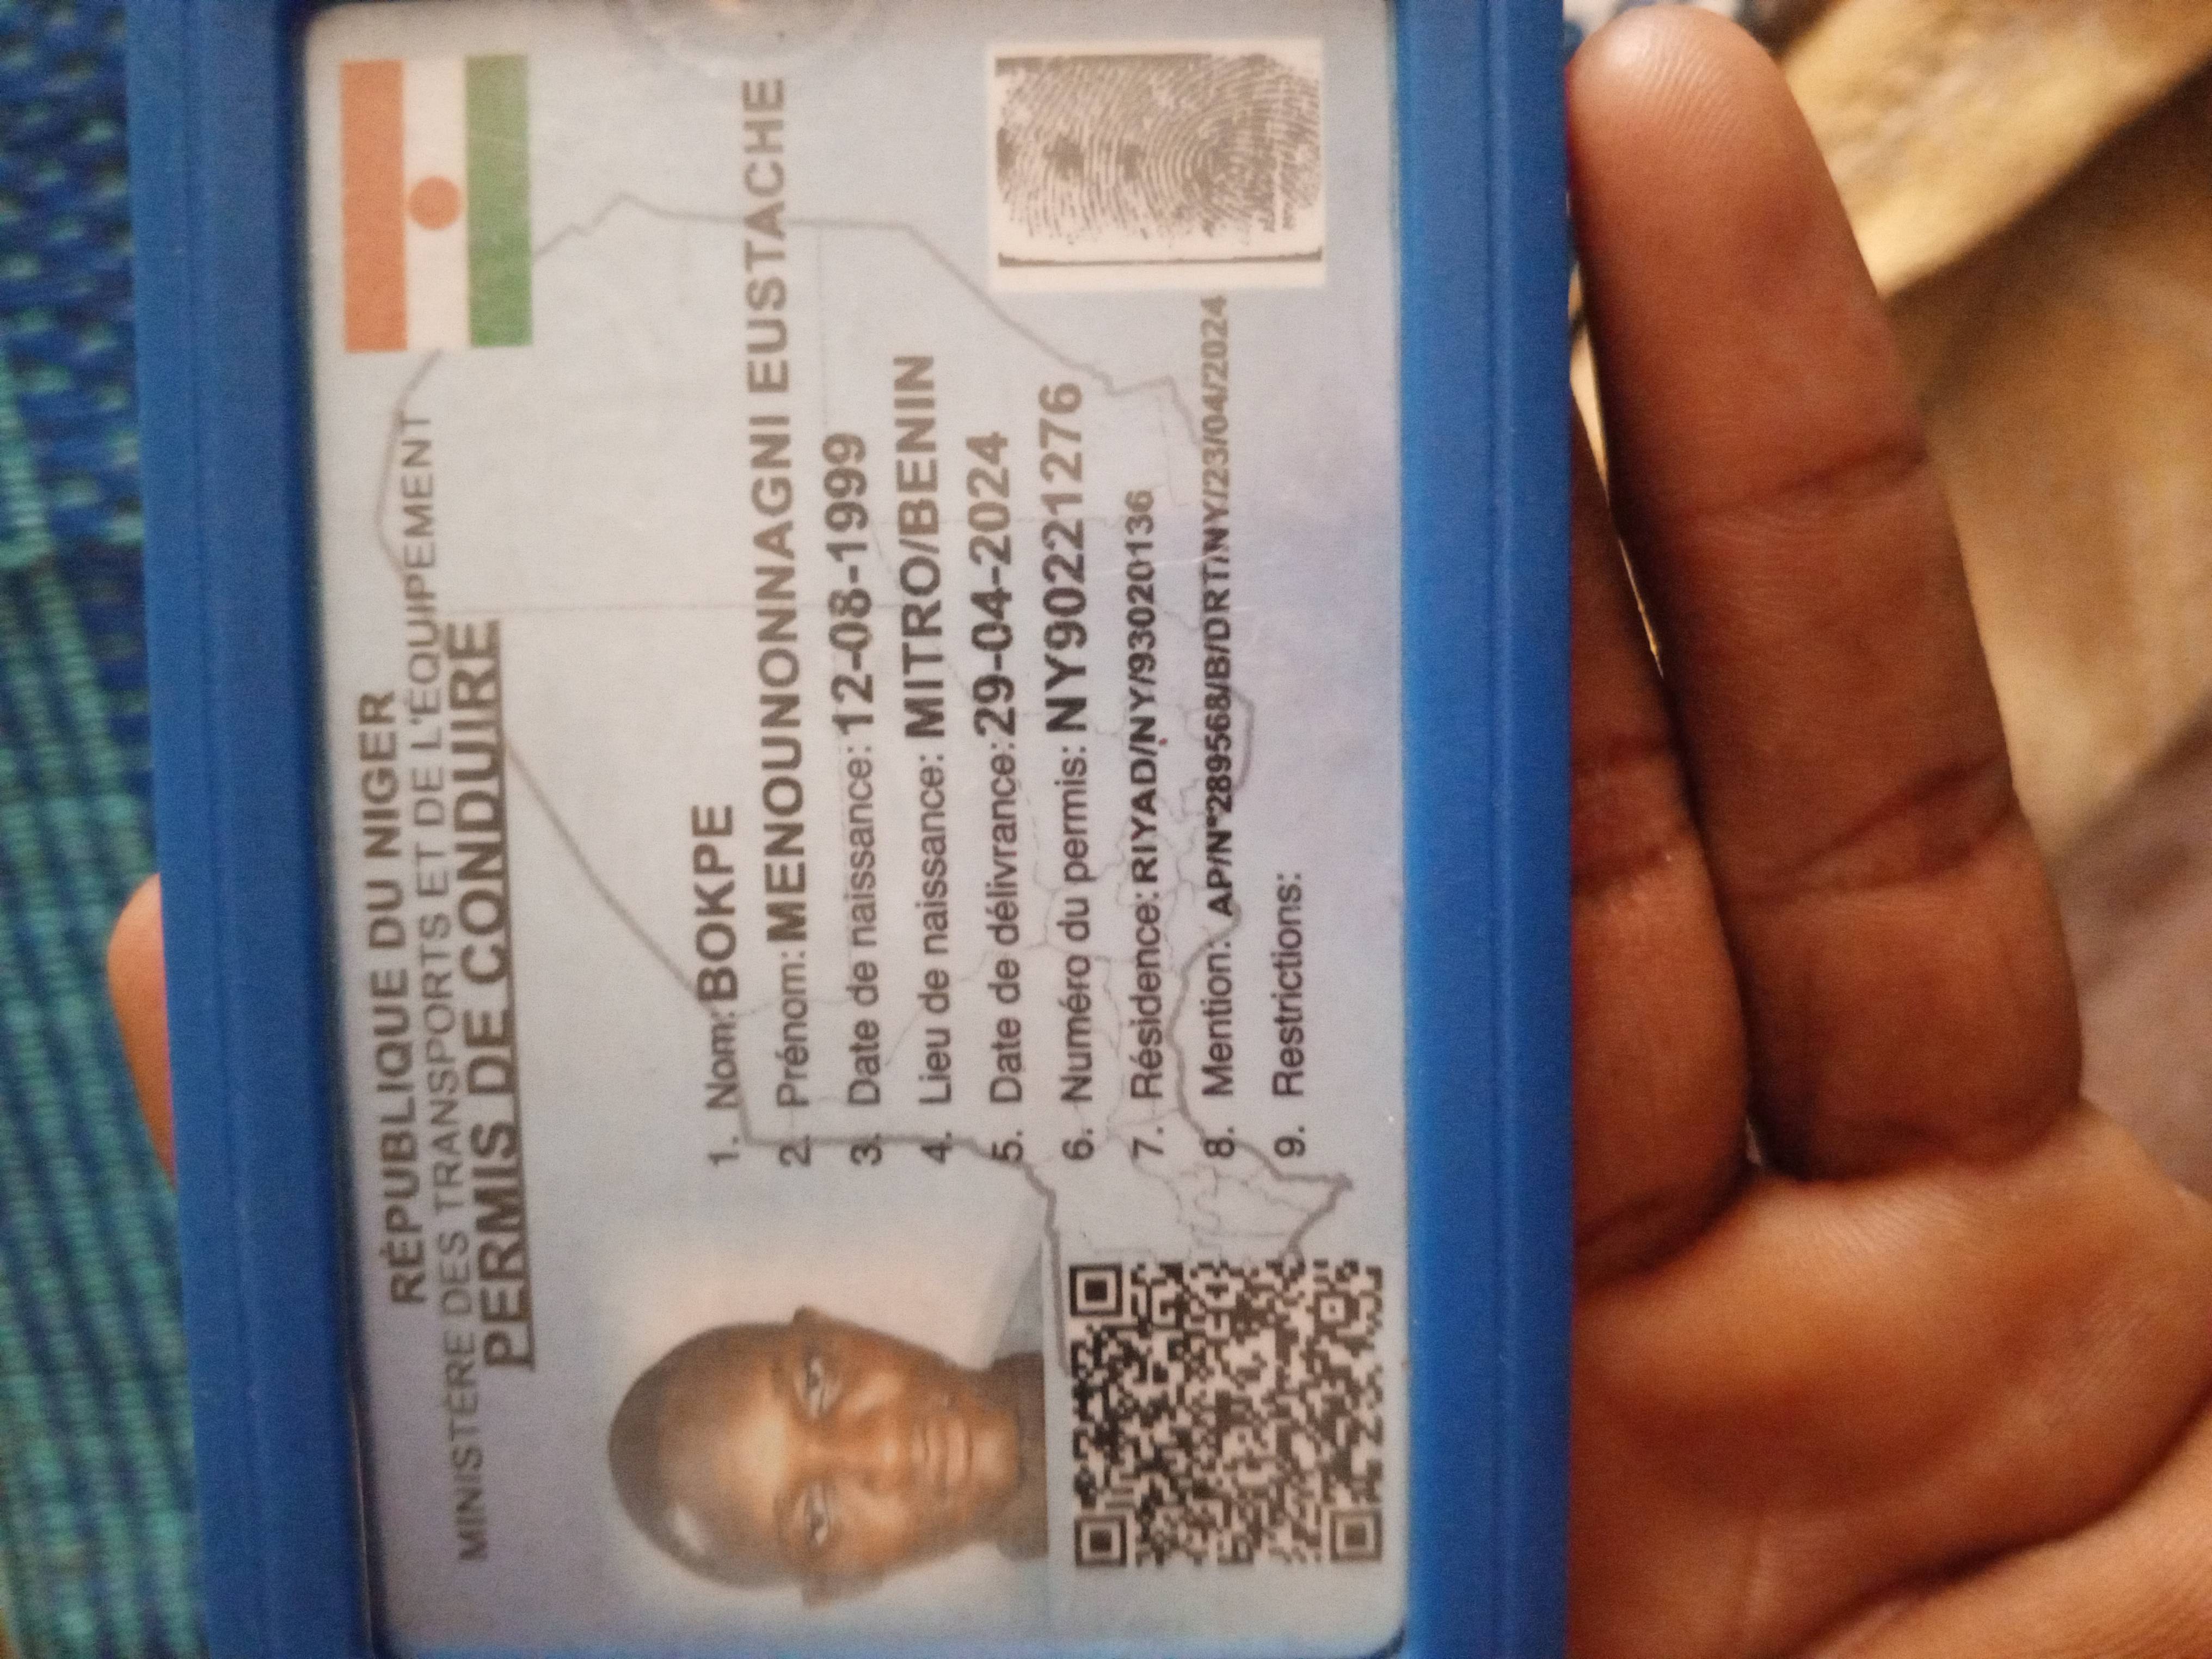 RÉPUBLIQUE DU NIGER
MINISTÈRE DES TRANSPORTS ET DE L'ÉQUIPEMENT
PERMIS DE CONDUIRE
1. Nom: BOKPE
2. Prénom: MENOUNONNAGNI EUSTACHE
3. Date de naissance: 12-08-1999
4. Lieu de naissance: MITRO/BENIN
5. Date de délivrance: 29-04-2024
6. Numéro du permis: NY90221276
7. Résidence: RIYAD/NY/93020136
8. Mention: AP/N°289568/B/DRT/NY/23/04/2024
9. Restrictions: